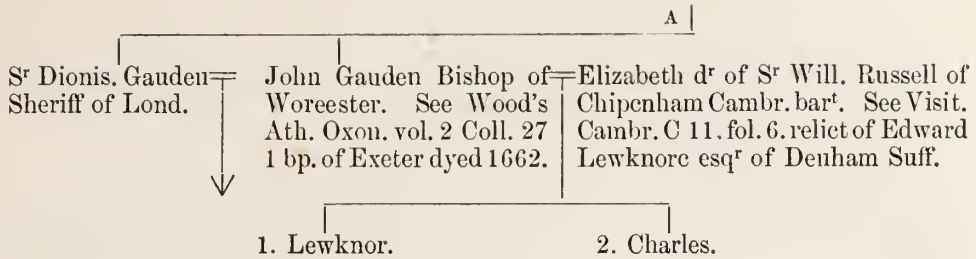 A
Sʳ Dionis. Gauden
Sheriff of Lond.
John Gauden Bishop of
Woreester. See Wood's
Ath. Oxon. vol. 2 Coll. 27
1 bp. of Exeter dyed 1662.
Elizabeth dʳ of Sʳ Will. Russell of
Chipenham Cambr. barᵗ. See Visit.
Cambr. C 11. fol. 6. relict of Edward
Lewknore esqʳ of Denham Suff.
1. Lewknor.
2. Charles.